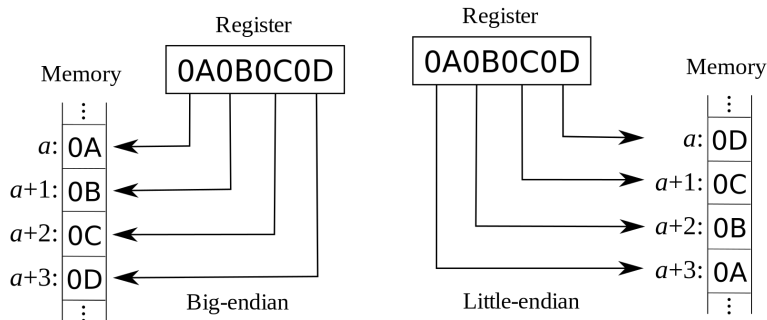 Register
0A0B0C0D
Memory
⋮
a: 0A
a+1: 0B
a+2: 0C
a+3: 0D
⋮
Big-endian
Register
0A0B0C0D
Memory
⋮
a: 0D
a+1: 0C
a+2: 0B
a+3: 0A
⋮
Little-endian